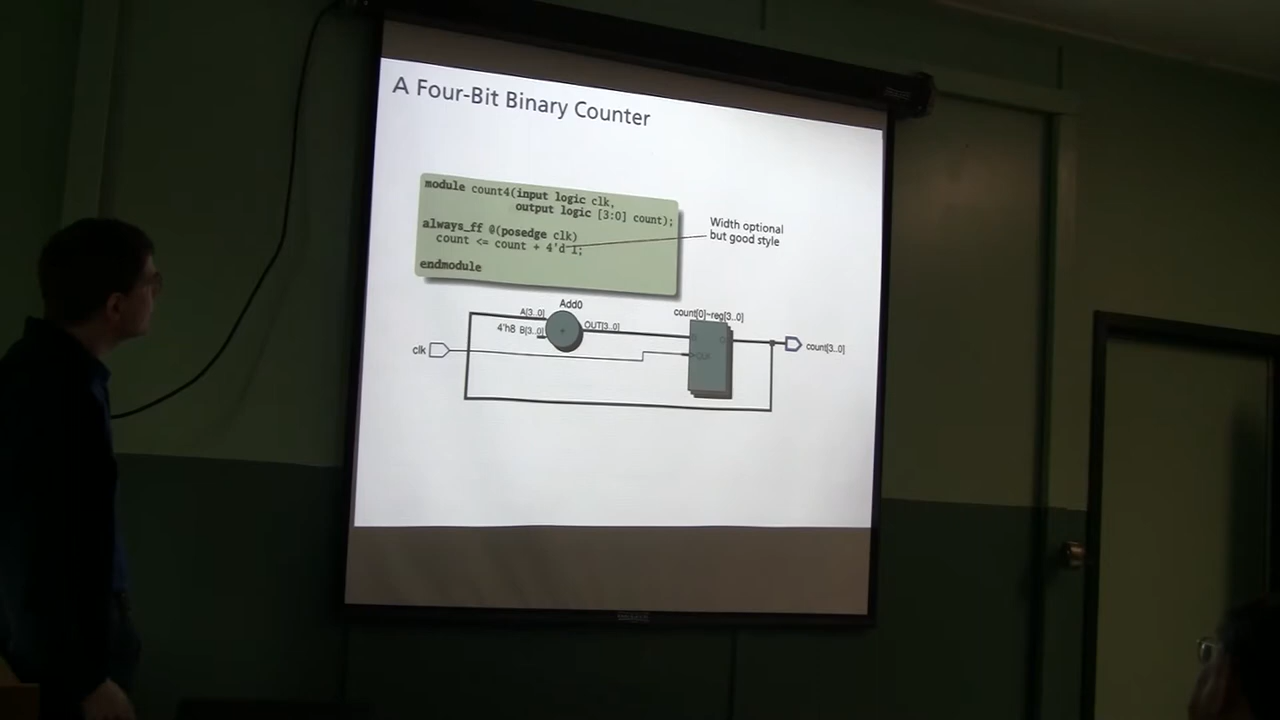 A Four-Bit Binary Counter
module count4(input logic clk,
output logic [3:0] count);
always_ff @(posedge clk)
count <= count + 4'd 1;
endmodule
Width optional
but good style
Add0
A[3..0]
4'h8 B[3..0]
OUT[3..0]
count[0]~reg[3..0]
D
Q
CLK
clk
count[3..0]